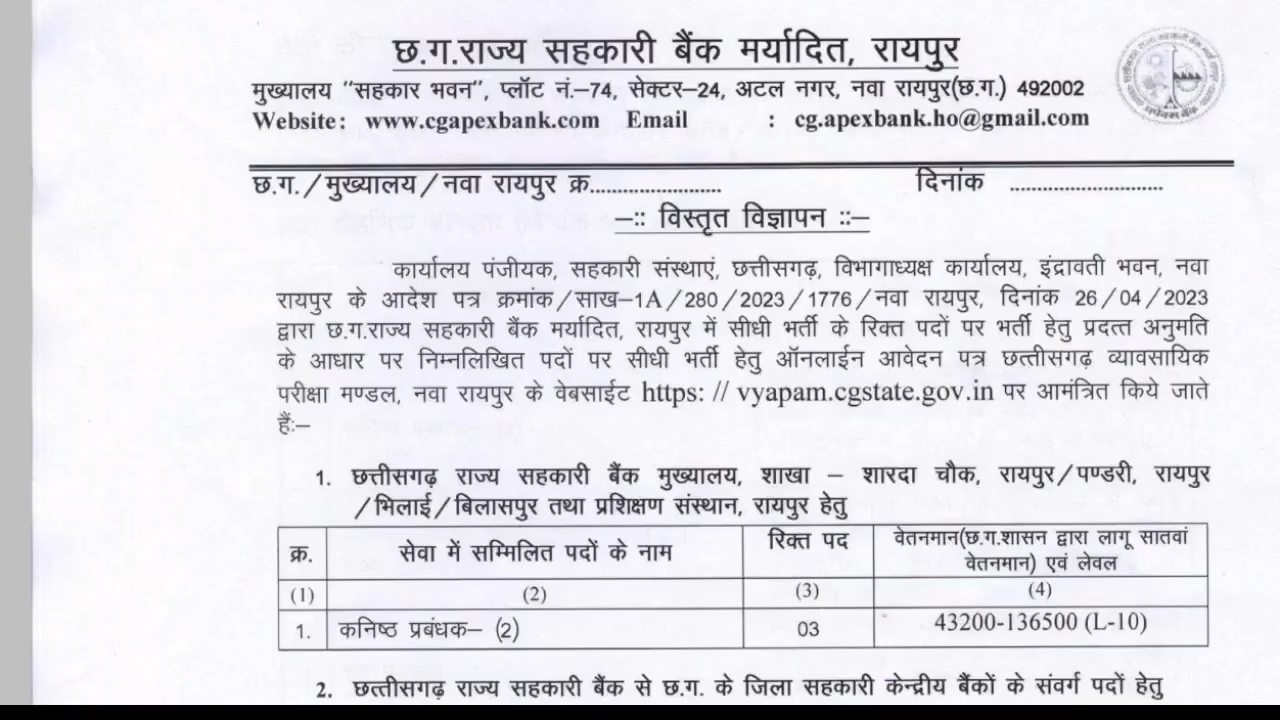 छ.ग.राज्य सहकारी बैंक मर्यादित, रायपुर
मुख्यालय "सहकार भवन", प्लॉट नं.–74, सेक्टर–24, अटल नगर, नवा रायपुर(छ.ग.) 492002
Website: www.cgapexbank.com Email : cg.apexbank.ho@gmail.com
छ.ग./मुख्यालय/नवा रायपुर क्र........................ दिनांक ............................
–:: विस्तृत विज्ञापन ::–
कार्यालय पंजीयक, सहकारी संस्थाएं, छत्तीसगढ़, विभागाध्यक्ष कार्यालय, इंद्रावती भवन, नवा
रायपुर के आदेश पत्र क्रमांक/साख–1A/280/2023/1776/नवा रायपुर, दिनांक 26/04/2023
द्वारा छ.ग.राज्य सहकारी बैंक मर्यादित, रायपुर में सीधी भर्ती के रिक्त पदों पर भर्ती हेतु प्रदत्त अनुमति
के आधार पर निम्नलिखित पदों पर सीधी भर्ती हेतु ऑनलाईन आवेदन पत्र छत्तीसगढ़ व्यावसायिक
परीक्षा मण्डल, नवा रायपुर के वेबसाईट https: // vyapam.cgstate.gov.in पर आमंत्रित किये जाते
हैं:–
1. छत्तीसगढ़ राज्य सहकारी बैंक मुख्यालय, शाखा – शारदा चौक, रायपुर/पण्डरी, रायपुर
/भिलाई/बिलासपुर तथा प्रशिक्षण संस्थान, रायपुर हेतु
क्र. सेवा में सम्मिलित पदों के नाम रिक्त पद वेतनमान(छ.ग.शासन द्वारा लागू सातवां
वेतनमान) एवं लेवल
(1) (2) (3) (4)
1. कनिष्ठ प्रबंधक– (2) 03 43200-136500 (L-10)
2. छत्तीसगढ़ राज्य सहकारी बैंक से छ.ग. के जिला सहकारी केन्द्रीय बैंकों के संवर्ग पदों हेतु